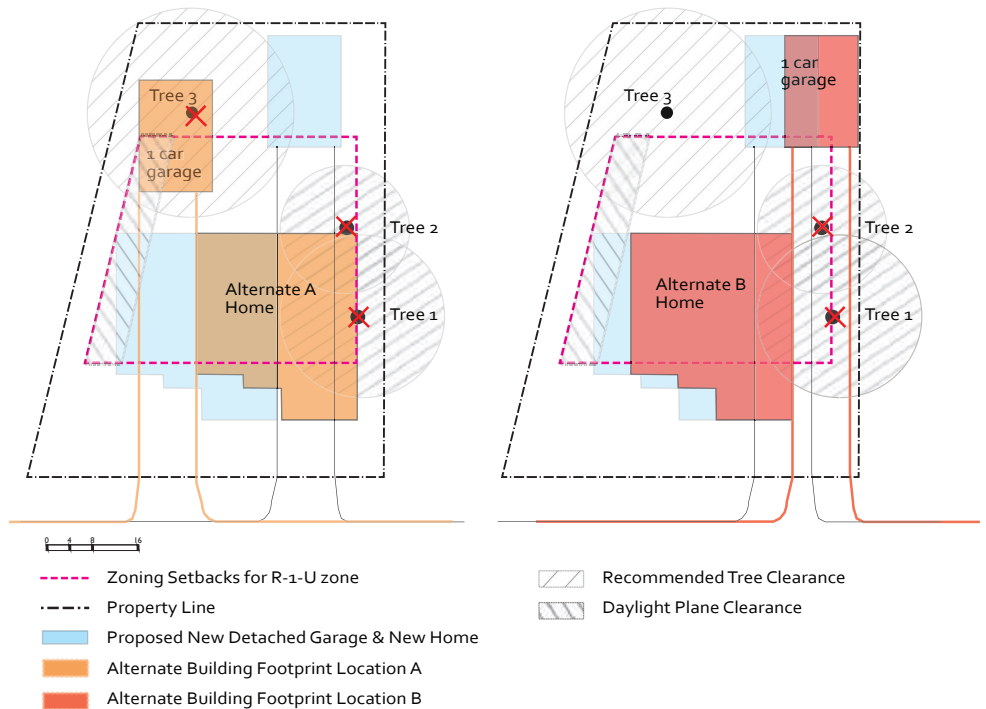 Tree 3
1 car
garage
Tree 2
Alternate A
Home
Tree 1
1 car
garage
Tree 3
Tree 2
Alternate B
Home
Tree 1
0 4 8 16
Zoning Setbacks for R-1-U zone
Property Line
Proposed New Detached Garage & New Home
Alternate Building Footprint Location A
Alternate Building Footprint Location B
Recommended Tree Clearance
Daylight Plane Clearance